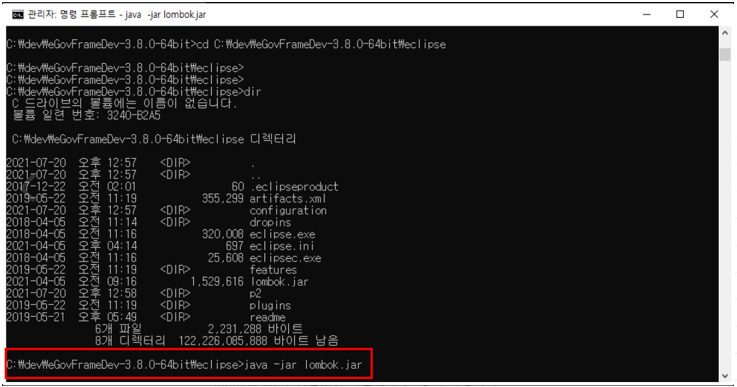 관리자: 명령 프롬프트 - java -jar lombok.jar
C:\dev\eGovFrameDev-3.8.0-64bit>cd C:\dev\eGovFrameDev-3.8.0-64bit\eclipse
C:\dev\eGovFrameDev-3.8.0-64bit\eclipse>
C:\dev\eGovFrameDev-3.8.0-64bit\eclipse>
C:\dev\eGovFrameDev-3.8.0-64bit\eclipse>dir
C 드라이브의 볼륨에는 이름이 없습니다.
볼륨 일련 번호: 3240-B2A5
C:\dev\eGovFrameDev-3.8.0-64bit\eclipse 디렉터리
2021-07-20 오후 12:57 <DIR> .
2021-07-20 오후 12:57 <DIR> ..
2017-12-22 오전 02:01 60 .eclipseproduct
2019-05-22 오전 11:19 355,299 artifacts.xml
2021-07-20 오후 12:57 <DIR> configuration
2018-04-05 오전 11:14 <DIR> dropins
2018-04-05 오전 11:16 320,008 eclipse.exe
2021-04-05 오후 04:14 697 eclipse.ini
2018-04-05 오전 11:16 25,608 eclipsec.exe
2019-05-22 오전 11:19 <DIR> features
2021-04-05 오전 09:16 1,529,616 lombok.jar
2021-07-20 오후 12:58 <DIR> p2
2019-05-22 오전 11:19 <DIR> plugins
2019-05-21 오후 05:49 <DIR> readme
6개 파일 2,231,288 바이트
8개 디렉터리 122,226,085,888 바이트 남음
C:\dev\eGovFrameDev-3.8.0-64bit\eclipse>java -jar lombok.jar